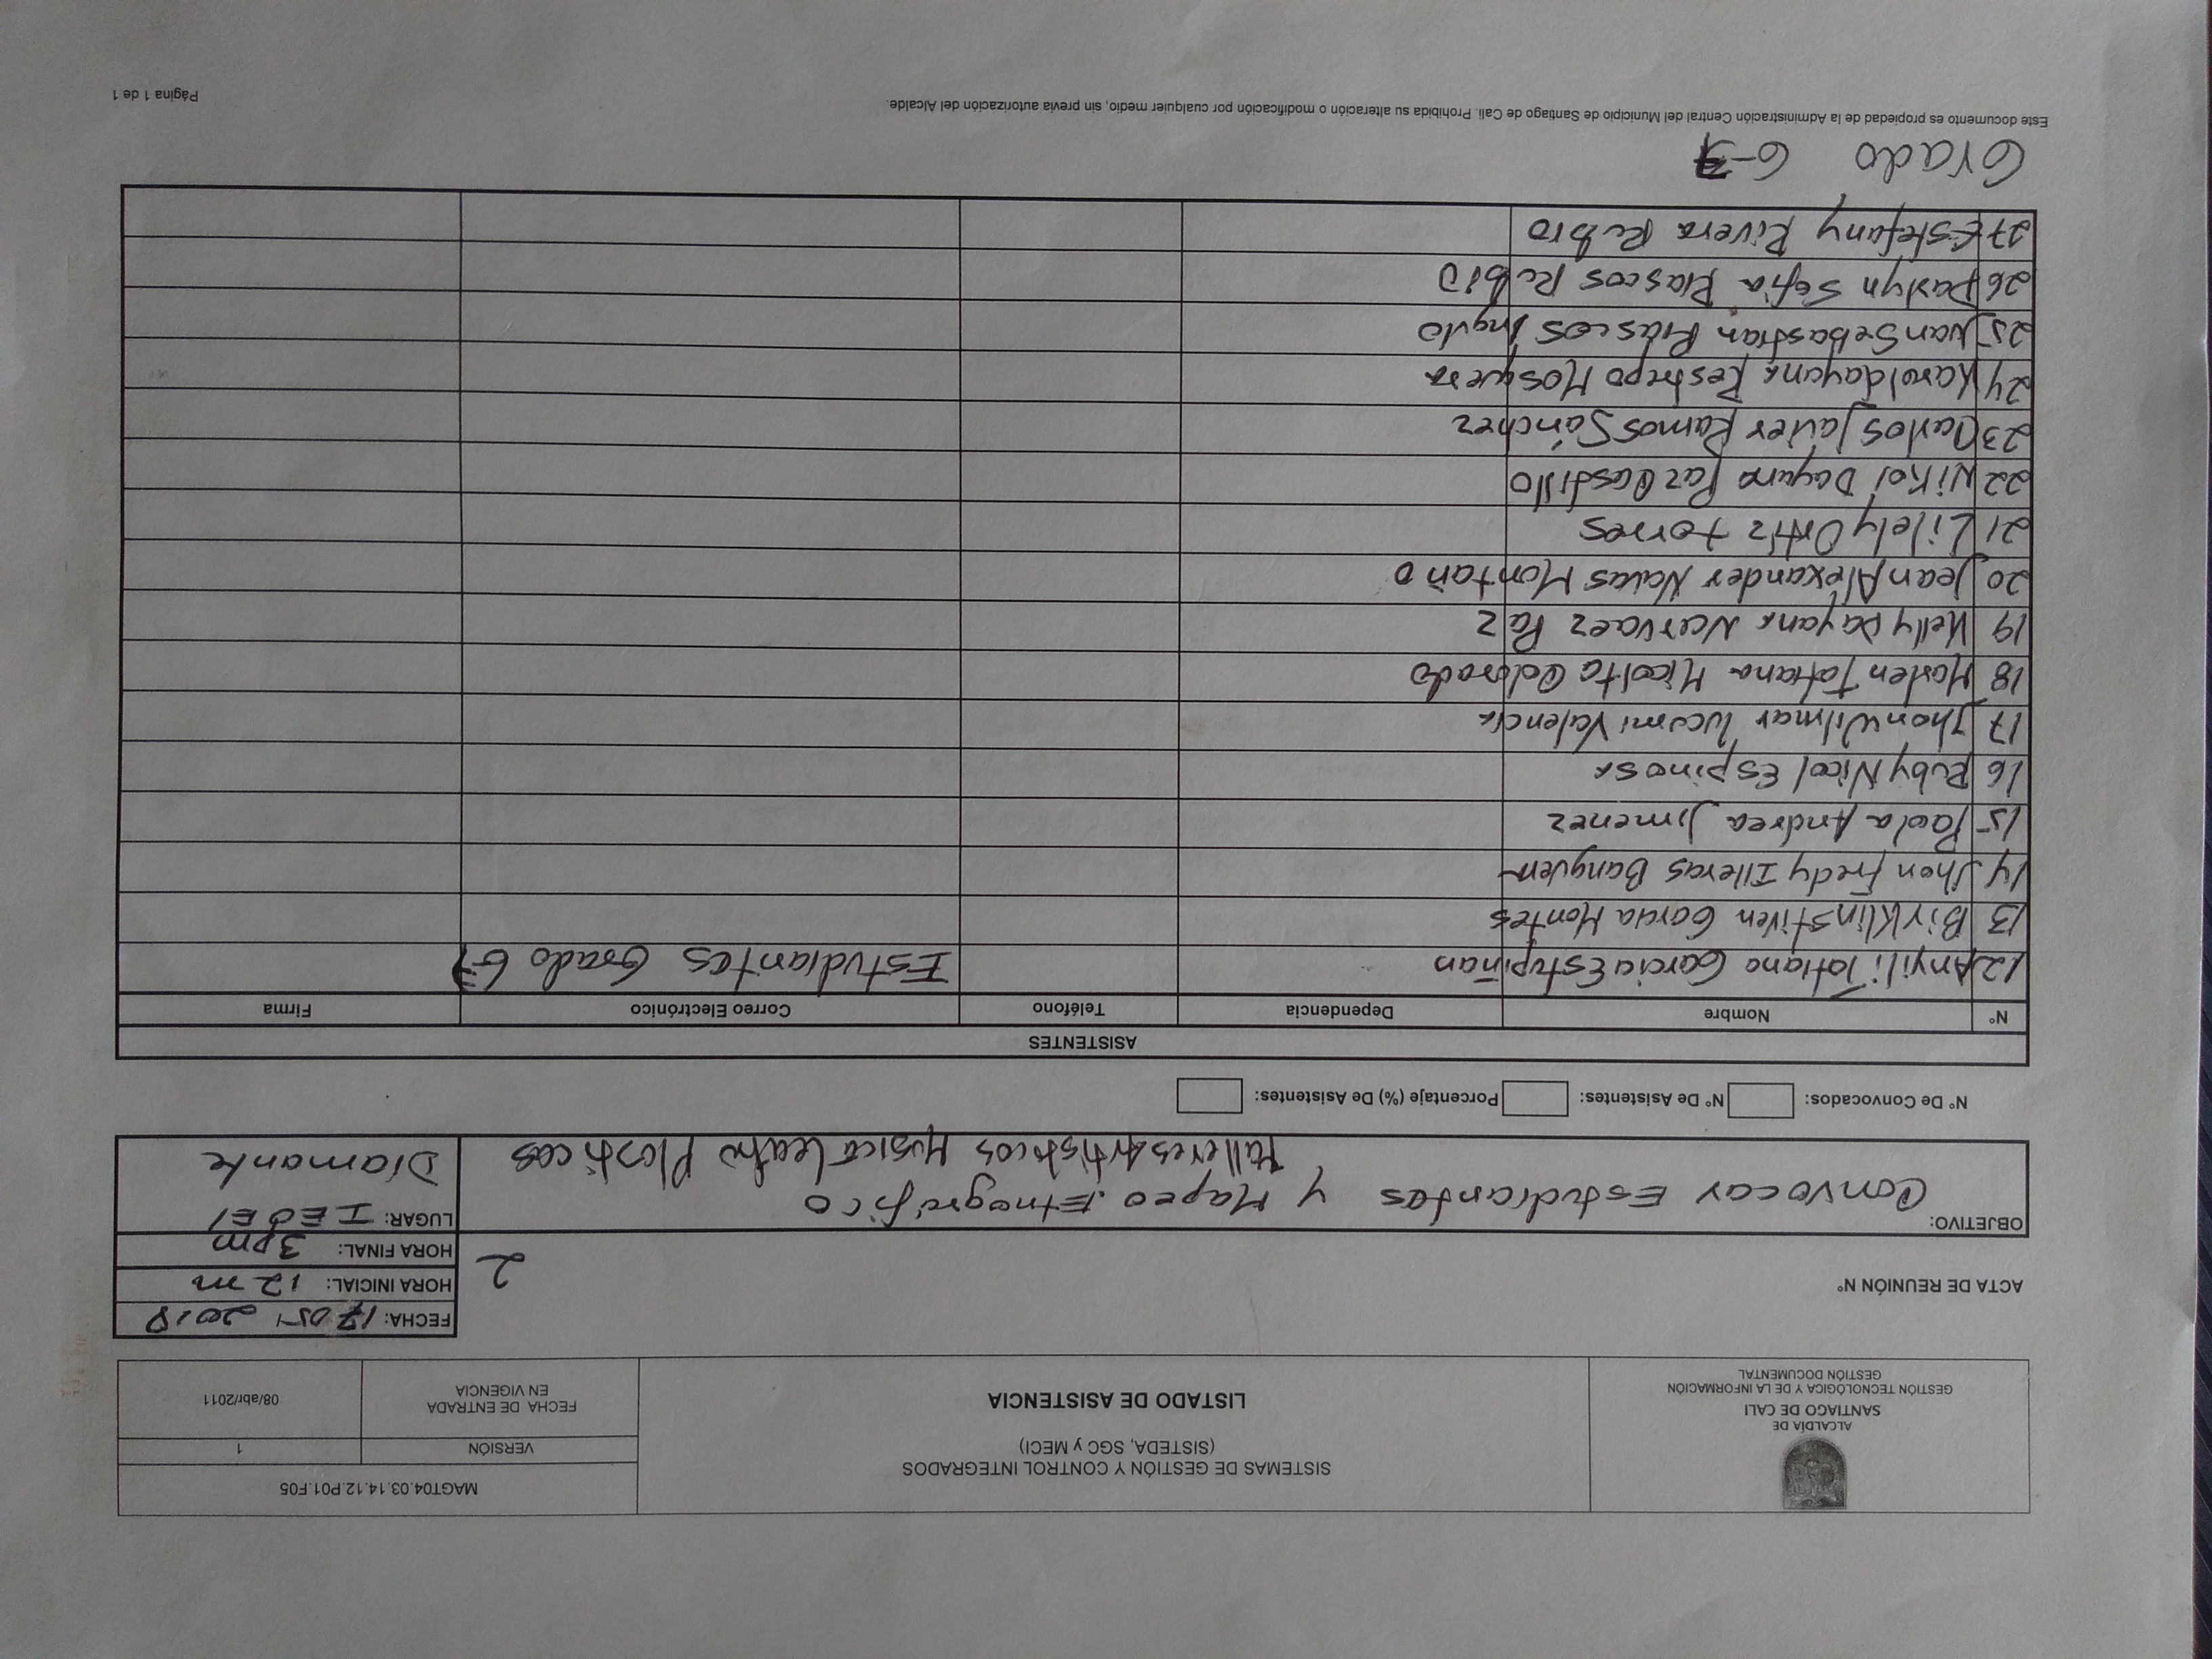 ALCALDÍA DE
SANTIAGO DE CALI
GESTIÓN TECNOLÓGICA Y DE LA INFORMACIÓN
GESTIÓN DOCUMENTAL
SISTEMAS DE GESTIÓN Y CONTROL INTEGRADOS
(SISTEDA, SGC y MECI)
LISTADO DE ASISTENCIA
MAGT04.03.14.12.P01.F05
VERSIÓN 1
FECHA DE ENTRADA
EN VIGENCIA
08/abr/2011
ACTA DE REUNIÓN N°
2
FECHA: 17 05 2018
HORA INICIAL: 12 m
HORA FINAL: 3pm
LUGAR: IEO El
Diamante
OBJETIVO:
Convocar Estudiantes y Mapeo Etnográfico
Talleres Artisticos Musica teatro Plasticas
N° De Convocados: N° De Asistentes: Porcentaje (%) De Asistentes:
ASISTENTES
N° Nombre Dependencia Teléfono Correo Electrónico Firma
12 Anyili Tatiana Garcia Estupiñan Estudiantes Grado
13 Birklinstiven Garcia Montes
14 Jhon Fredy Illeras Banguera
15 Paola Andrea Jimenez
16 Ruby Nicol Espinosa
17 Jhon Wilmar lucumi Valencia
18 Marlen Tatiana Micolta Colorado
19 Kelly Dayana Narvaez Paz
20 Jean Alexander Navas Montaño
21 Lilely Ortiz torres
22 Nikol Dayana Paz Castillo
23 Carlos Javier Ramos Sánchez
24 Karol dayana Restrepo Mosquera
25 Juan Sebastian Riascos Angulo
26 Darlyn Sofia Riascos Rubio
27 Estefany Rivera Rubio
Grado
Este documento es propiedad de la Administración Central del Municipio de Santiago de Cali. Prohibida su alteración o modificación por cualquier medio, sin previa autorización del Alcalde.
Página 1 de 1